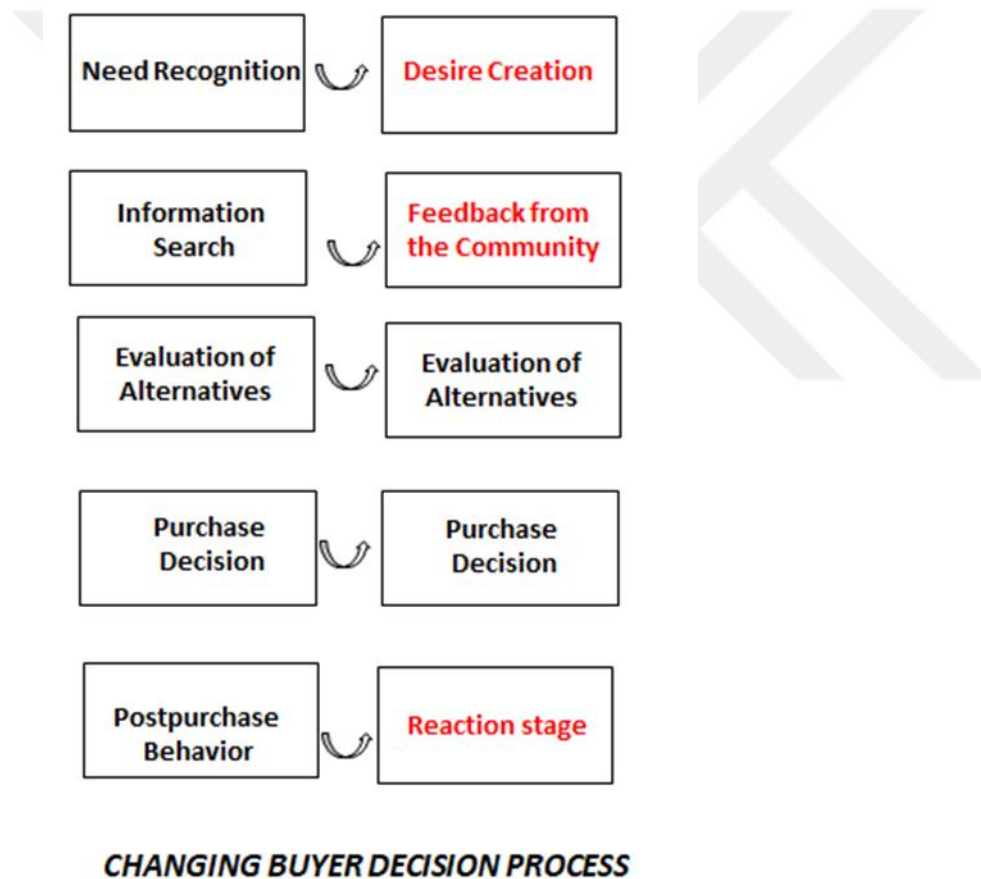 Need Recognition
Desire Creation
Information
Search
Feedback from
the Community
Evaluation of
Alternatives
Evaluation of
Alternatives
Purchase
Decision
Purchase
Decision
Postpurchase
Behavior
Reaction stage
CHANGING BUYER DECISION PROCESS